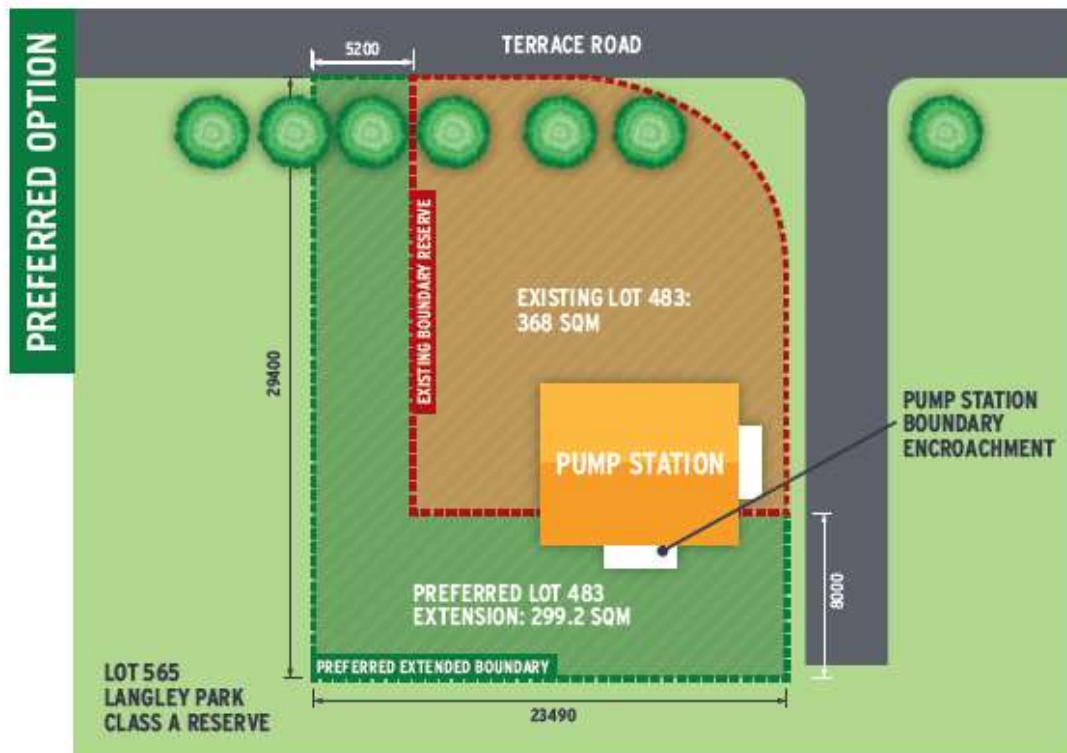 PREFERRED OPTION
TERRACE ROAD
5200
29400
EXISTING BOUNDARY RESERVE
EXISTING LOT 483:
368 SQM
PUMP STATION
PUMP STATION
BOUNDARY
ENCROACHMENT
PREFERRED LOT 483
EXTENSION: 299.2 SQM
8000
PREFERRED EXTENDED BOUNDARY
LOT 565
LANGLEY PARK
CLASS A RESERVE
23490